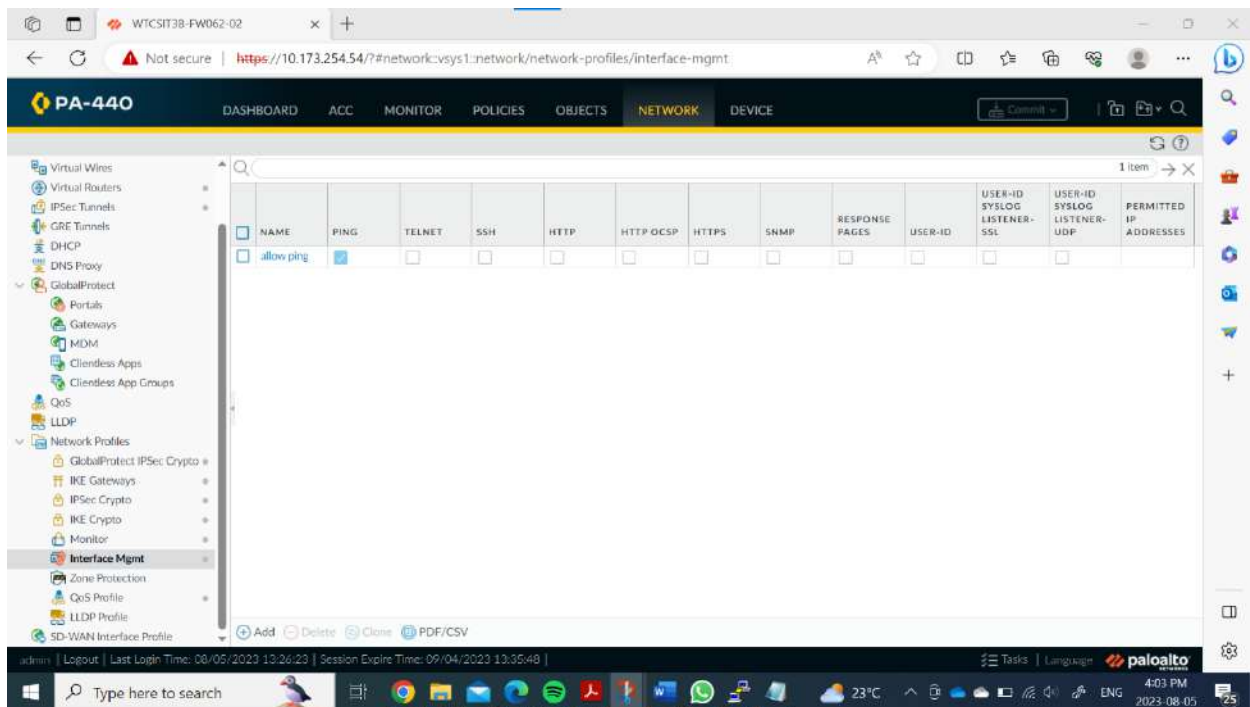 WTCSIT3B-FW062-02
Not secure | https://10.173.254.54/?#network::vsys1::network/network-profiles/interface-mgmt
PA-440 DASHBOARD ACC MONITOR POLICIES OBJECTS NETWORK DEVICE Commit
1 item
Virtual Wires
Virtual Routers
IPSec Tunnels
GRE Tunnels
DHCP
DNS Proxy
GlobalProtect
Portals
Gateways
MDM
Clientless Apps
Clientless App Groups
QoS
LLDP
Network Profiles
GlobalProtect IPSec Crypto
IKE Gateways
IPSec Crypto
IKE Crypto
Monitor
Interface Mgmt
Zone Protection
QoS Profile
LLDP Profile
SD-WAN Interface Profile
NAME
PING
TELNET
SSH
HTTP
HTTP OCSP
HTTPS
SNMP
RESPONSE
PAGES
USER-ID
USER-ID
SYSLOG
LISTENER-
SSL
USER-ID
SYSLOG
LISTENER-
UDP
PERMITTED
IP
ADDRESSES
allow ping
Add Delete Clone PDF/CSV
admin | Logout | Last Login Time: 08/05/2023 13:26:23 | Session Expire Time: 09/04/2023 13:35:48 |
Tasks | Language paloalto
NETWORKS
Type here to search
23°C
ENG
4:03 PM
2023-08-05
25